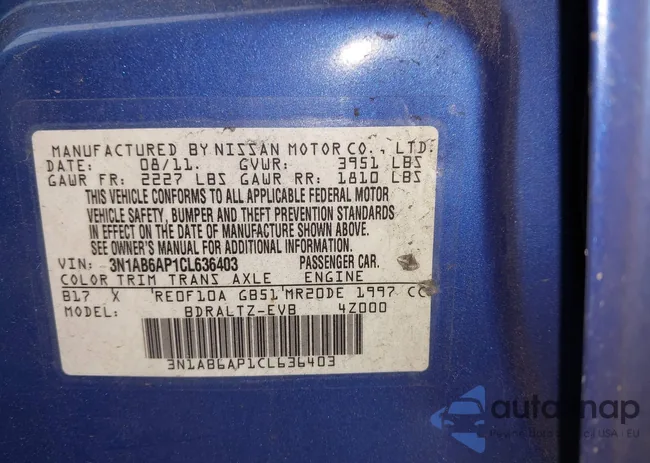 MANUFACTURED BY NISSAN MOTOR CO., LTD.
DATE: 08/11. GVWR: 3951 LBS
GAWR FR: 2227 LBS GAWR RR: 1810 LBS
THIS VEHICLE CONFORMS TO ALL APPLICABLE FEDERAL MOTOR
VEHICLE SAFETY, BUMPER AND THEFT PREVENTION STANDARDS
IN EFFECT ON THE DATE OF MANUFACTURE SHOWN ABOVE.
SEE OWNER'S MANUAL FOR ADDITIONAL INFORMATION.
VIN: 3N1AB6AP1CL636403 PASSENGER CAR.
COLOR TRIM TRANS AXLE ENGINE
B17 X RE0F10A GB51 MR20DE 1997 CC
MODEL: BDRALTZ-EVB 4Z000
3N1AB6AP1CL636403
USA - EU